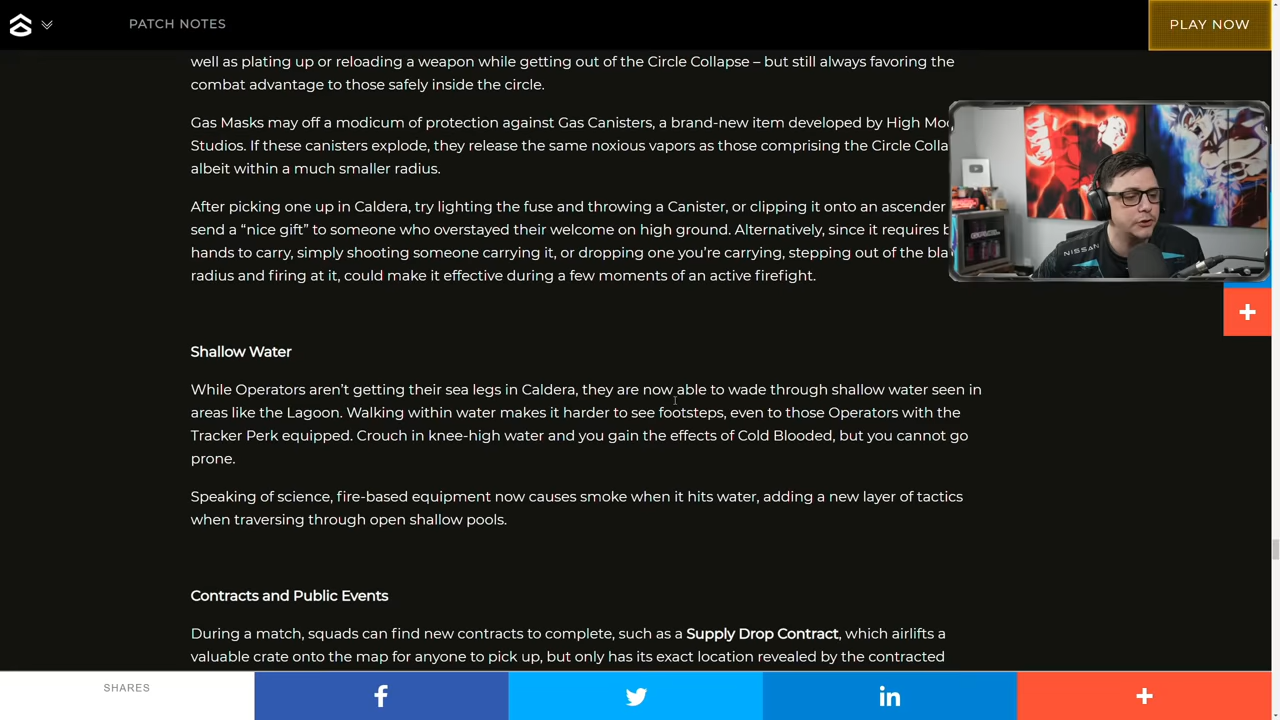 PATCH NOTES
PLAY NOW
well as plating up or reloading a weapon while getting out of the Circle Collapse – but still always favoring the
combat advantage to those safely inside the circle.
Gas Masks may off a modicum of protection against Gas Canisters, a brand-new item developed by High Moo
Studios. If these canisters explode, they release the same noxious vapors as those comprising the Circle Colla
albeit within a much smaller radius.
After picking one up in Caldera, try lighting the fuse and throwing a Canister, or clipping it onto an ascender
send a “nice gift” to someone who overstayed their welcome on high ground. Alternatively, since it requires b
hands to carry, simply shooting someone carrying it, or dropping one you’re carrying, stepping out of the bla
radius and firing at it, could make it effective during a few moments of an active firefight.
NISSAN
Shallow Water
While Operators aren’t getting their sea legs in Caldera, they are now able to wade through shallow water seen in
areas like the Lagoon. Walking within water makes it harder to see footsteps, even to those Operators with the
Tracker Perk equipped. Crouch in knee-high water and you gain the effects of Cold Blooded, but you cannot go
prone.
Speaking of science, fire-based equipment now causes smoke when it hits water, adding a new layer of tactics
when traversing through open shallow pools.
Contracts and Public Events
During a match, squads can find new contracts to complete, such as a Supply Drop Contract, which airlifts a
valuable crate onto the map for anyone to pick up, but only has its exact location revealed by the contracted
SHARES